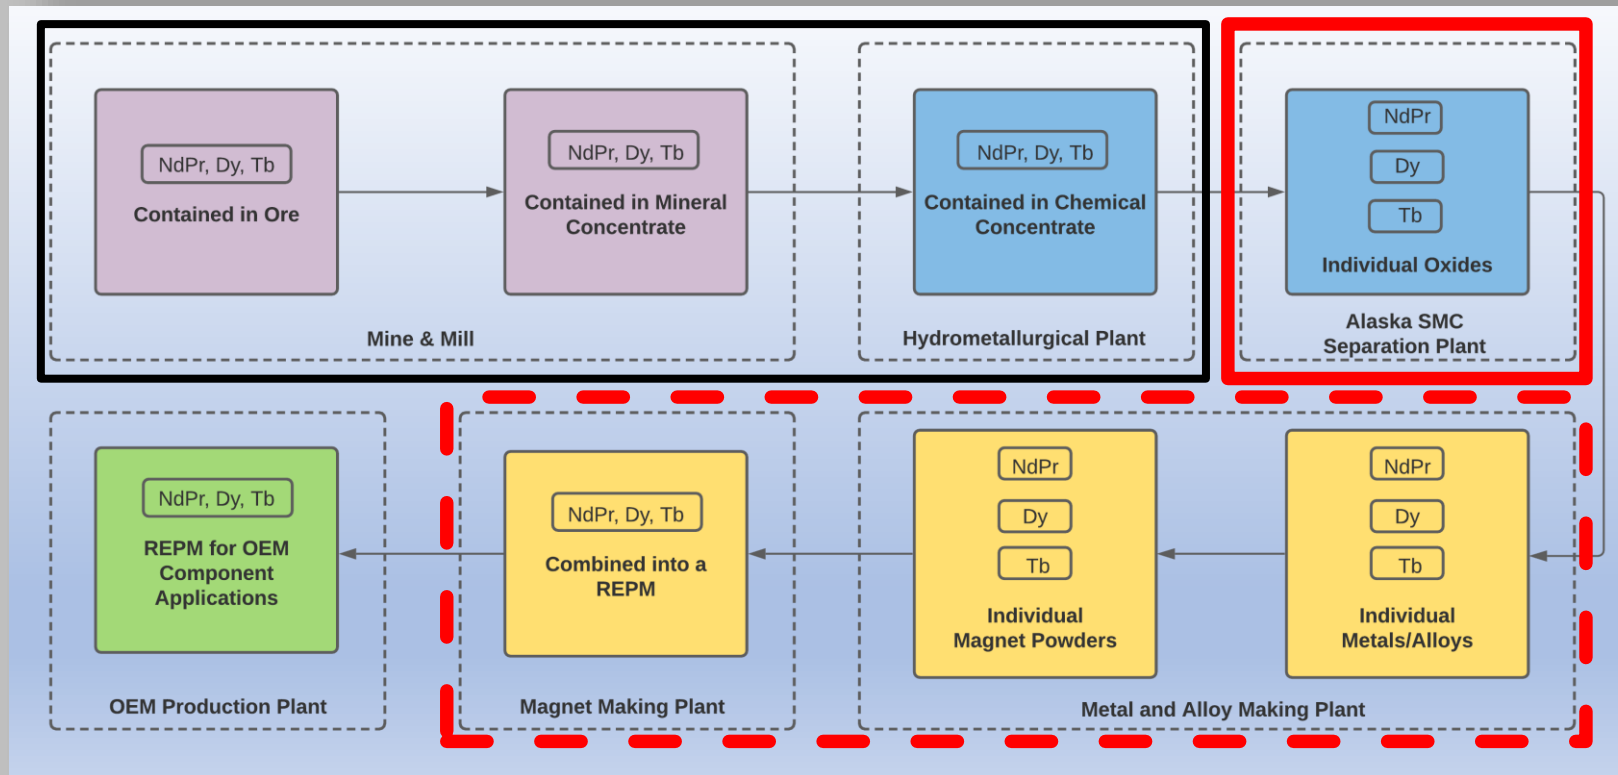 NdPr, Dy, Tb
Contained in Ore
NdPr, Dy, Tb
Contained in Mineral
Concentrate
Mine & Mill
NdPr, Dy, Tb
Contained in Chemical
Concentrate
Hydrometallurgical Plant
NdPr
Dy
Tb
Individual Oxides
Alaska SMC
Separation Plant
NdPr, Dy, Tb
REPM for OEM
Component
Applications
OEM Production Plant
NdPr, Dy, Tb
Combined into a
REPM
Magnet Making Plant
NdPr
Dy
Tb
Individual
Magnet Powders
NdPr
Dy
Tb
Individual
Metals/Alloys
Metal and Alloy Making Plant